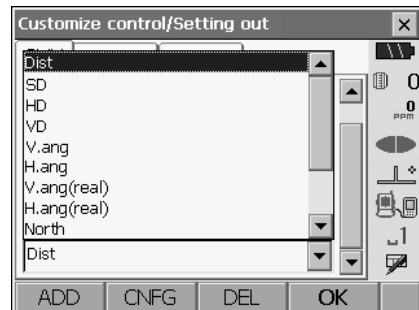 Customize control/Setting out
Dist
SD
HD
VD
V.ang
H.ang
V.ang(real)
H.ang(real)
North
Dist
0
0
PPM
1
ADD CNFG DEL OK